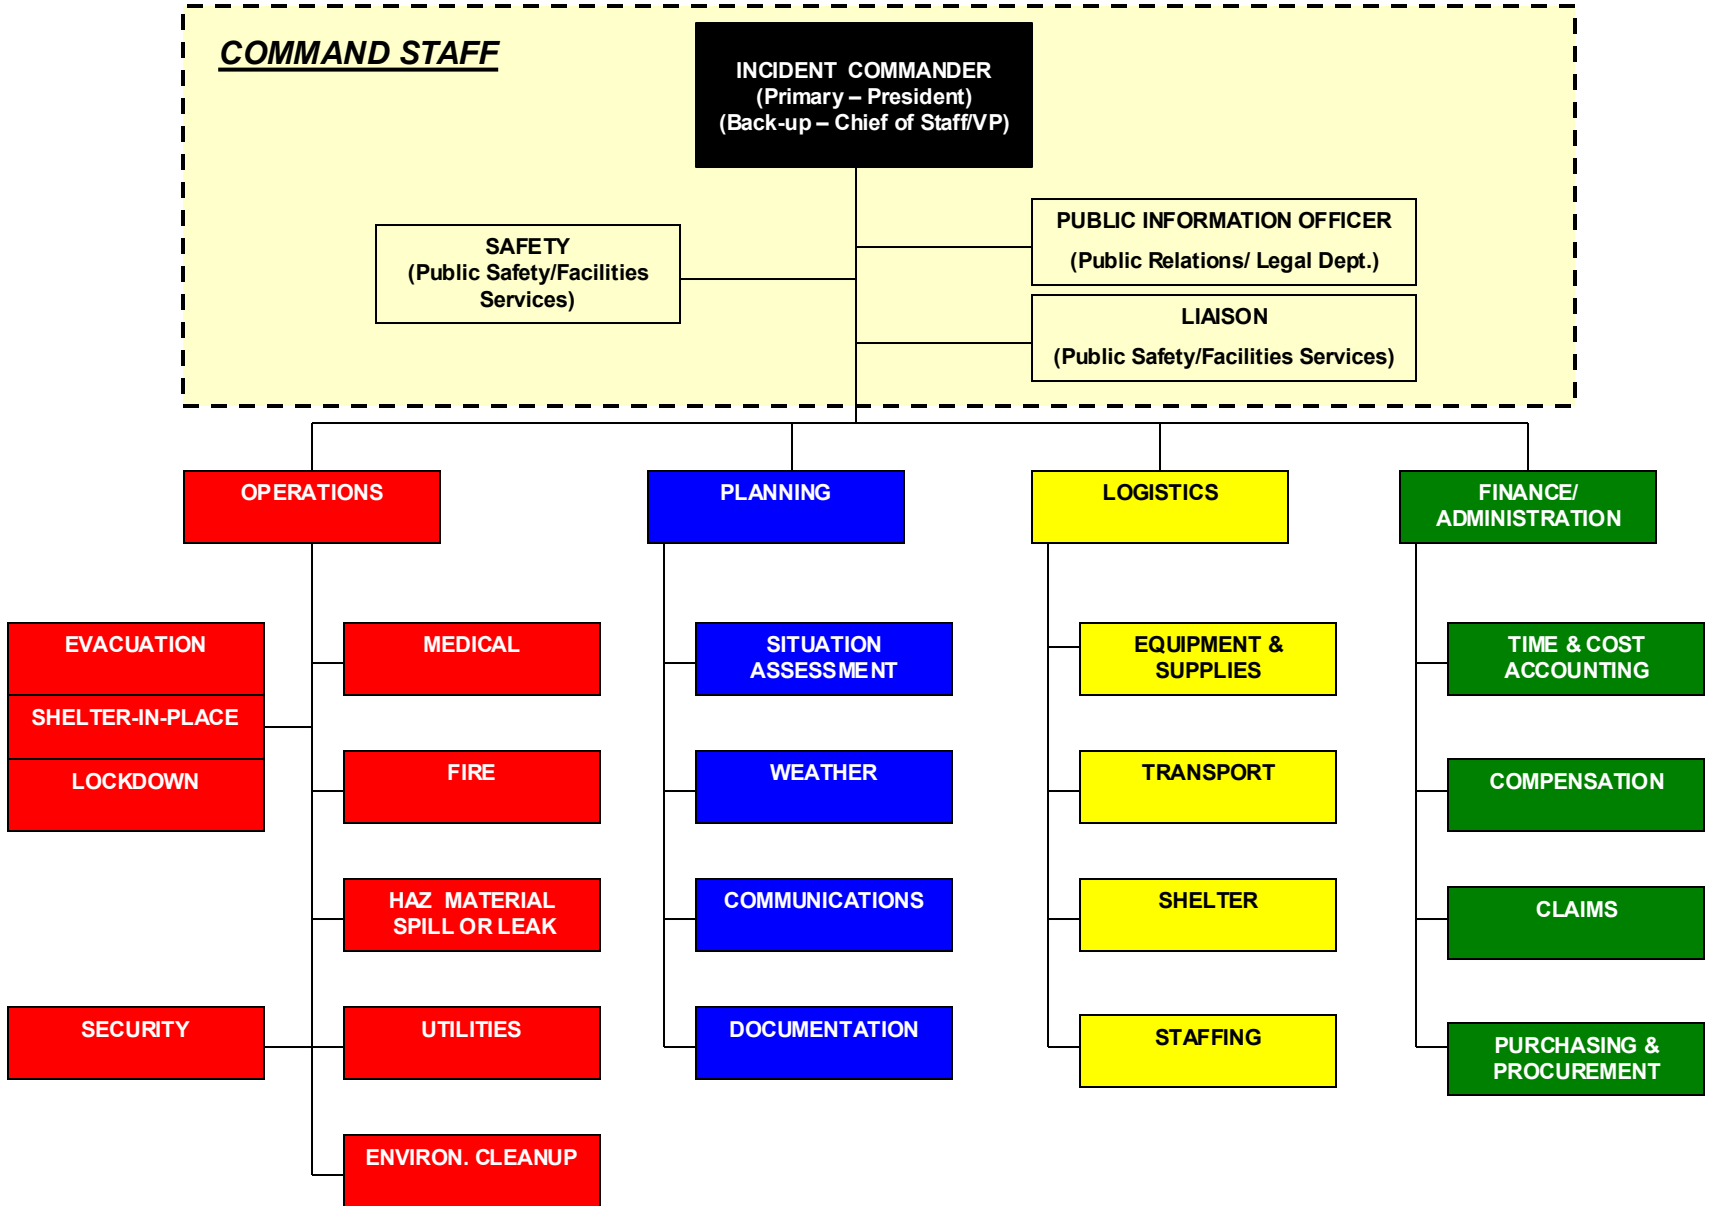 COMMAND STAFF
INCIDENT COMMANDER
(Primary – President)
(Back-up – Chief of Staff/VP)
SAFETY
(Public Safety/Facilities
Services)
PUBLIC INFORMATION OFFICER
(Public Relations/ Legal Dept.)
LIAISON
(Public Safety/Facilities Services)
OPERATIONS
PLANNING
LOGISTICS
FINANCE/
ADMINISTRATION
EVACUATION
SHELTER-IN-PLACE
LOCKDOWN
SECURITY
MEDICAL
FIRE
HAZ MATERIAL
SPILL OR LEAK
UTILITIES
ENVIRON. CLEANUP
SITUATION
ASSESSMENT
WEATHER
COMMUNICATIONS
DOCUMENTATION
EQUIPMENT &
SUPPLIES
TRANSPORT
SHELTER
STAFFING
TIME & COST
ACCOUNTING
COMPENSATION
CLAIMS
PURCHASING &
PROCUREMENT